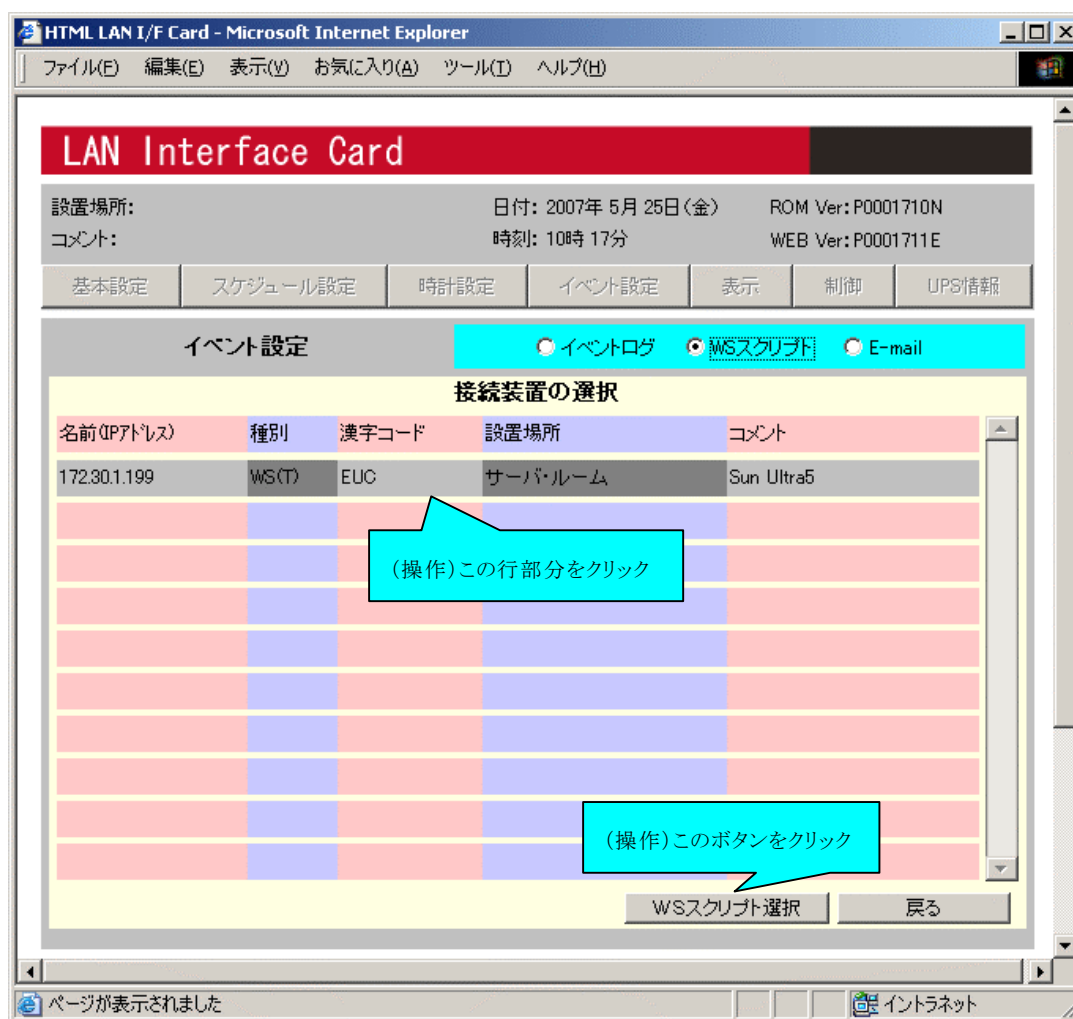 HTML LAN I/F Card - Microsoft Internet Explorer
ファイル(F) 編集(E) 表示(V) お気に入り(A) ツール(T) ヘルプ(H)
LAN Interface Card
設置場所: 日付: 2007年 5月 25日(金) ROM Ver:P0001710N
コメント: 時刻: 10時 17分 WEB Ver:P0001711E
基本設定 スケジュール設定 時計設定 イベント設定 表示 制御 UPS情報
イベント設定 イベントログ WSスクリプト E-mail
接続装置の選択
名前(IPアドレス) 種別 漢字コード 設置場所 コメント
172.30.1.199 WS(T) EUC サーバ・ルーム Sun Ultra5
(操作)この行部分をクリック
(操作)このボタンをクリック
WSスクリプト選択 戻る
ページが表示されました イントラネット